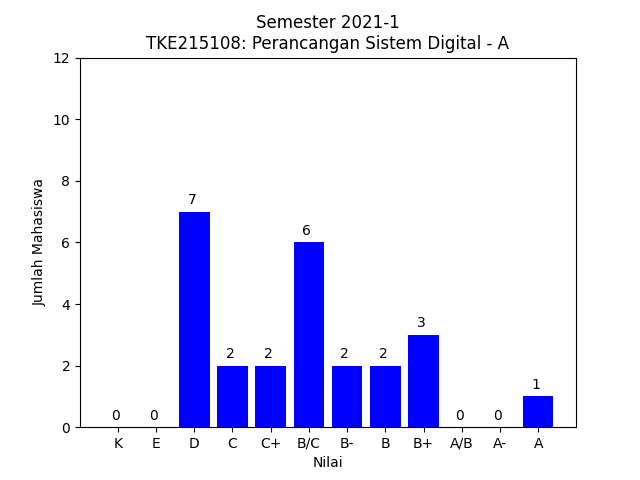 Semester 2021-1
TKE215108: Perancangan Sistem Digital - A
12
10
8
6
4
2
0
Jumlah Mahasiswa
0 0 7 2 2 6 2 2 3 0 0 1
K E D C C+ B/C B- B B+ A/B A- A
Nilai